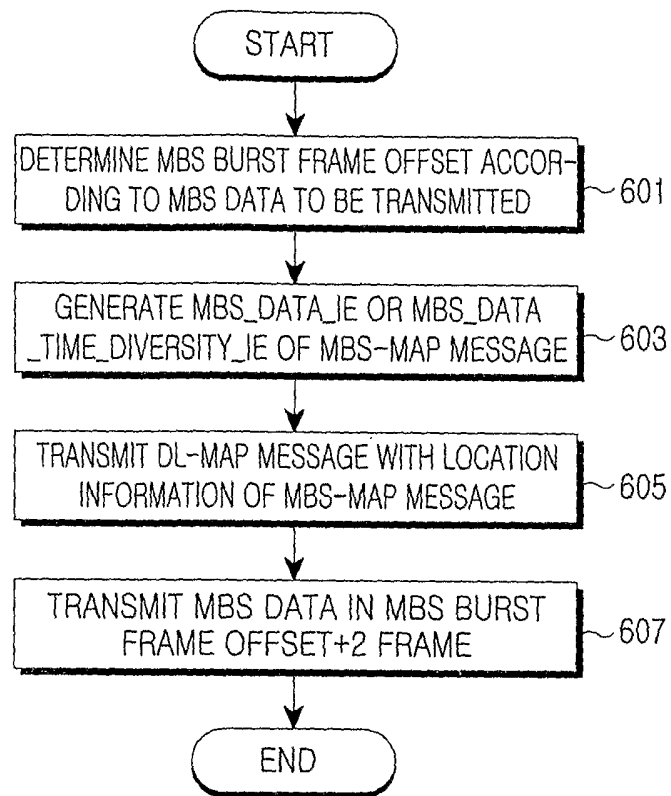 START
DETERMINE MBS BURST FRAME OFFSET ACCOR-
DING TO MBS DATA TO BE TRANSMITTED
601
GENERATE MBS_DATA_IE OR MBS_DATA
_TIME_DIVERSITY_IE OF MBS-MAP MESSAGE
603
TRANSMIT DL-MAP MESSAGE WITH LOCATION
INFORMATION OF MBS-MAP MESSAGE
605
TRANSMIT MBS DATA IN MBS BURST
FRAME OFFSET+2 FRAME
607
END